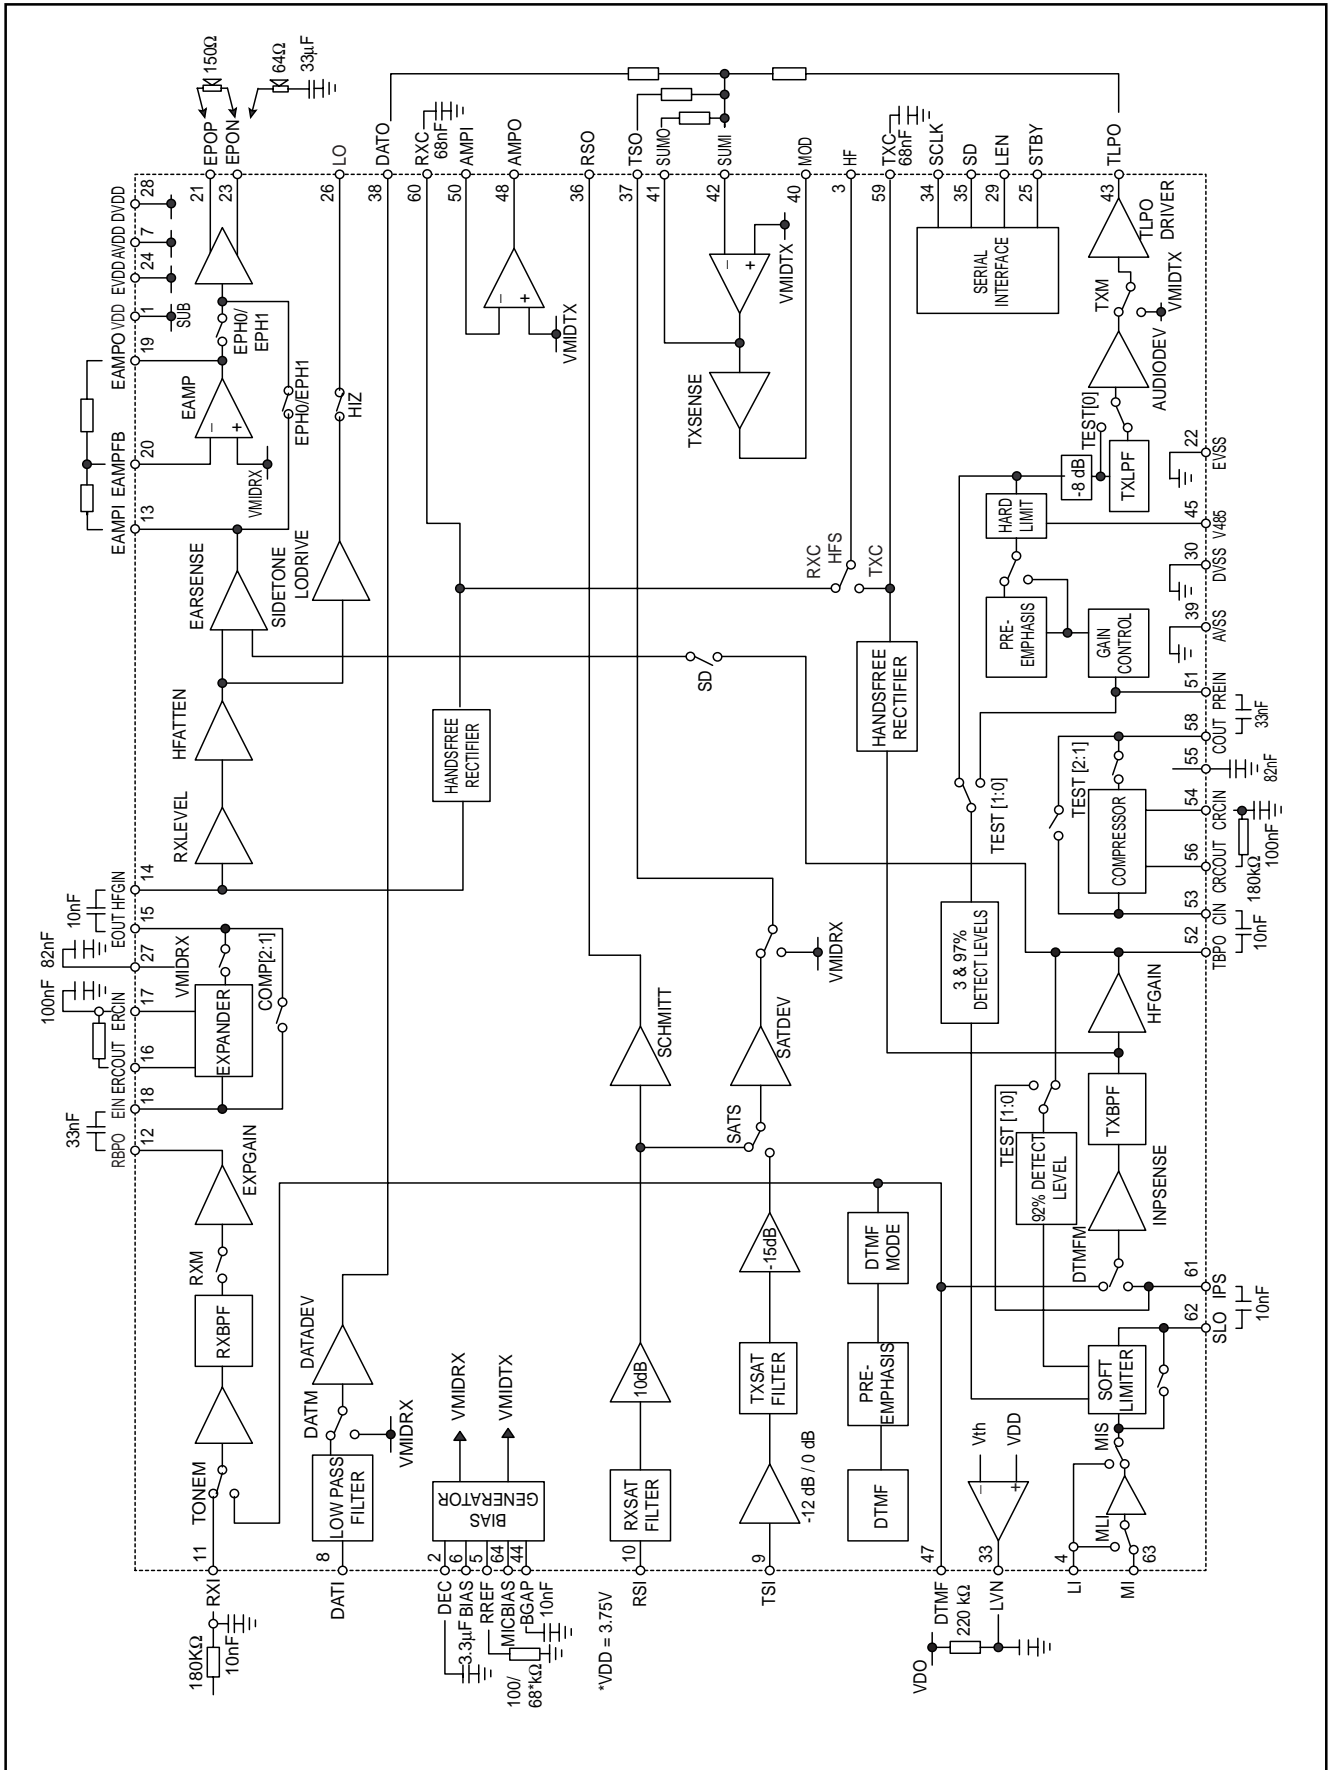 180KΩ
10nF
RXI
11
TONEM
RXBPF
RXM
EXPGAIN
RBPO
12
33nF
EIN
18
ERCOUT
16
ERCIN
17
100nF
EXPANDER
VMIDRX
27
82nF
COMP[2:1]
EOUT
15
10nF
HFGIN
14
RXLEVEL
HFATTEN
EARSENSE
SIDETONE
LODRIVE
EAMPI
13
EAMPFB
20
EAMPO
19
VMIDRX
EAMP
EPH0/
EPH1
EPH0/EPH1
VDD
1
SUB
EVDD
24
AVDD
7
DVDD
28
21
EPOP
23
EPON
150Ω
64Ω
33µF
HIZ
26
LO
DATI
8
LOW PASS
FILTER
DATM
VMIDRX
DATADEV
38
DATO
HANDSFREE
RECTIFIER
60
RXC
68nF
50
AMPI
48
AMPO
VMIDTX
DEC
2
3.3µF
BIAS
6
RREF
5
MICBIAS
64
BGAP
44
10nF
100/
68*kΩ
BIAS
GENERATOR
VMIDRX
VMIDTX
*VDD = 3.75V
RSI
10
RXSAT
FILTER
10dB
SCHMITT
36
RSO
SATS
SATDEV
VMIDRX
37
TSO
41
SUMO
42
SUMI
VMIDTX
TXSENSE
40
MOD
TSI
9
-12 dB / 0 dB
TXSAT
FILTER
-15dB
SD
RXC
HFS
TXC
3
HF
59
TXC
68nF
HANDSFREE
RECTIFIER
DTMF
PRE-
EMPHASIS
DTMF
MODE
34
SCLK
35
SD
29
LEN
25
STBY
SERIAL
INTERFACE
VDO
DTMF
47
220 kΩ
LVN
33
Vth
VDD
3 & 97%
DETECT LEVELS
TEST [1:0]
PRE-
EMPHASIS
GAIN
CONTROL
HARD
LIMIT
-8 dB
TXLPF
TEST[0]
AUDIODEV
TXM
VMIDTX
TLPO
DRIVER
43
TLPO
LI
4
MI
63
MLI
MIS
SOFT
LIMITER
DTMFM
92% DETECT
LEVEL
TEST [1:0]
INPSENSE
TXBPF
HFGAIN
COMPRESSOR
TEST [2:1]
62
SLO
61
IPS
10nF
52
TBPO
53
CIN
10nF
56
CRCOUT
54
CRCIN
180kΩ
100nF
55
82nF
58
COUT
51
PREIN
33nF
39
AVSS
30
DVSS
45
V485
22
EVSS